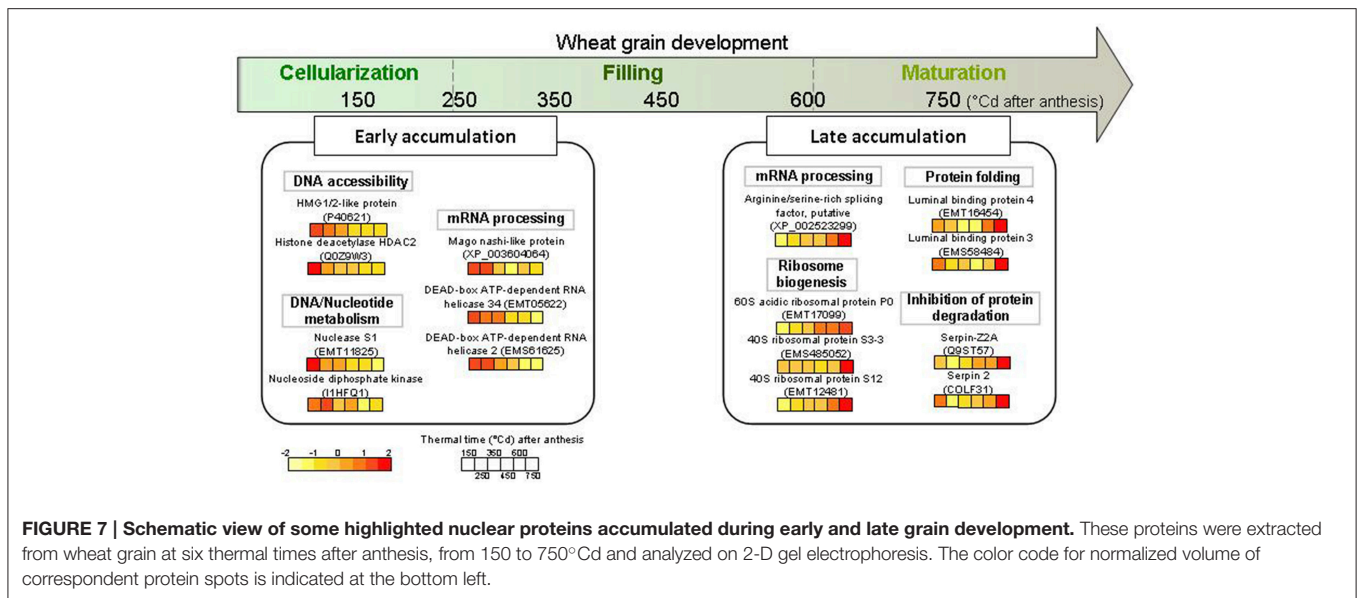 Wheat grain development
Cellularization Filling Maturation
150 250 350 450 600 750 (°Cd after anthesis)
Early accumulation
DNA accessibility
HMG1/2-like protein
(P40621)
Histone deacetylase HDAC2
(Q0Z9W3)
DNA/Nucleotide
metabolism
Nuclease S1
(EMT11825)
Nucleoside diphosphate kinase
(I1HFQ1)
mRNA processing
Mago nashi-like protein
(XP_003604064)
DEAD-box ATP-dependent RNA
helicase 34 (EMT05622)
DEAD-box ATP-dependent RNA
helicase 2 (EMS61625)
Late accumulation
mRNA processing
Arginine/serine-rich splicing
factor, putative
(XP_002523299)
Ribosome
biogenesis
60S acidic ribosomal protein P0
(EMT17099)
40S ribosomal protein S3-3
(EMS485052)
40S ribosomal protein S12
(EMT12481)
Protein folding
Luminal binding protein 4
(EMT16454)
Luminal binding protein 3
(EMS58484)
Inhibition of protein
degradation
Serpin-Z2A
(Q9ST57)
Serpin 2
(COLF31)
-2 -1 0 1 2
Thermal time (°Cd) after anthesis
150 350 600
250 450 750
FIGURE 7 | Schematic view of some highlighted nuclear proteins accumulated during early and late grain development. These proteins were extracted
from wheat grain at six thermal times after anthesis, from 150 to 750°Cd and analyzed on 2-D gel electrophoresis. The color code for normalized volume of
correspondent protein spots is indicated at the bottom left.